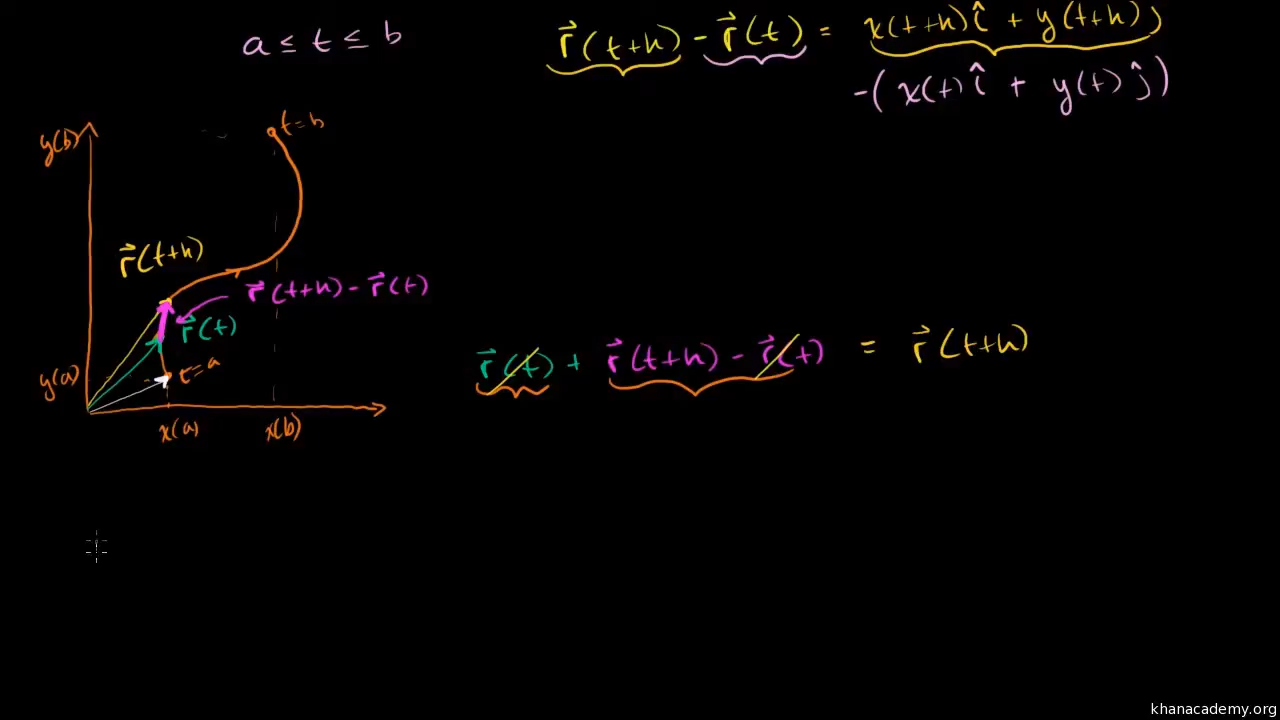 a ≤ t ≤ b
r⃗(t+h) - r⃗(t) = x(t+h)î + y(t+h)ĵ
-(x(t)î + y(t)ĵ)
y(b)
t=b
r⃗(t+h)
r⃗(t+h) - r⃗(t)
r⃗(t)
r⃗(t) + r⃗(t+h) - r⃗(t) = r⃗(t+h)
y(a)
t=a
x(a)
x(b)
khanacademy.org